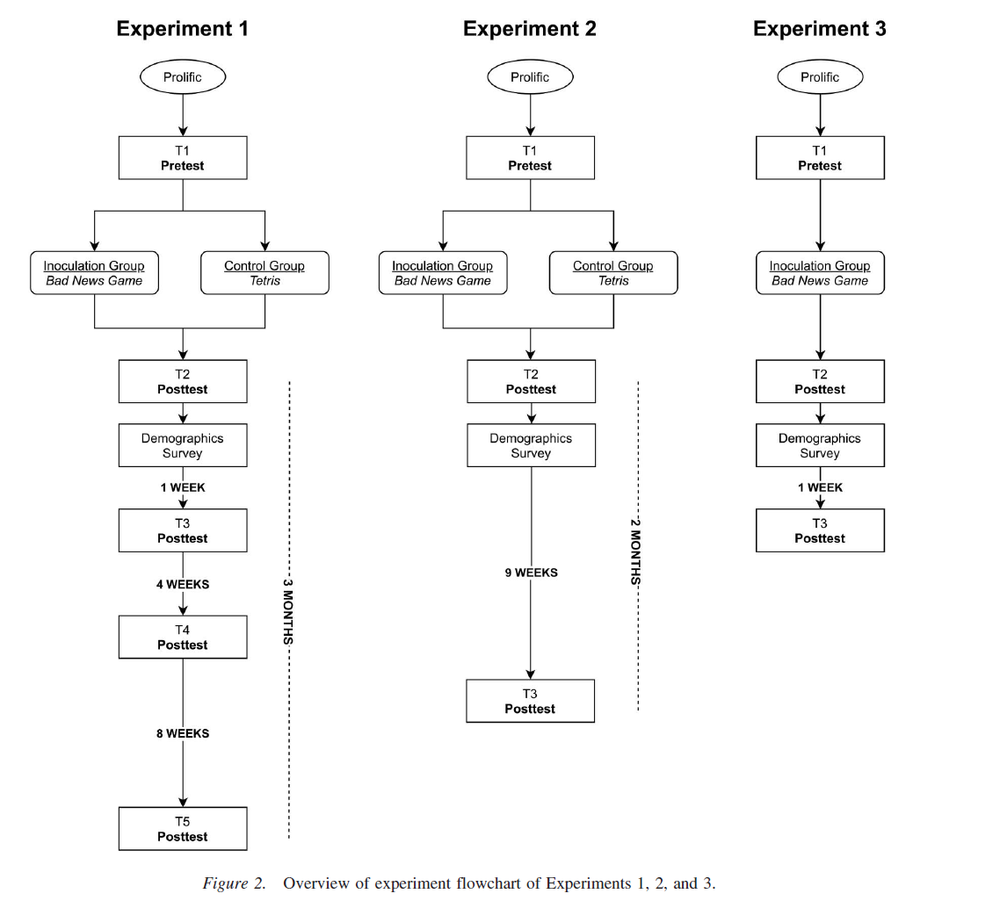 Experiment 1
Prolific
T1
Pretest
Inoculation Group
Bad News Game
Control Group
Tetris
T2
Posttest
Demographics
Survey
1 WEEK
T3
Posttest
4 WEEKS
T4
Posttest
8 WEEKS
T5
Posttest
3 MONTHS
Experiment 2
Prolific
T1
Pretest
Inoculation Group
Bad News Game
Control Group
Tetris
T2
Posttest
Demographics
Survey
9 WEEKS
T3
Posttest
2 MONTHS
Experiment 3
Prolific
T1
Pretest
Inoculation Group
Bad News Game
T2
Posttest
Demographics
Survey
1 WEEK
T3
Posttest
Figure 2. Overview of experiment flowchart of Experiments 1, 2, and 3.